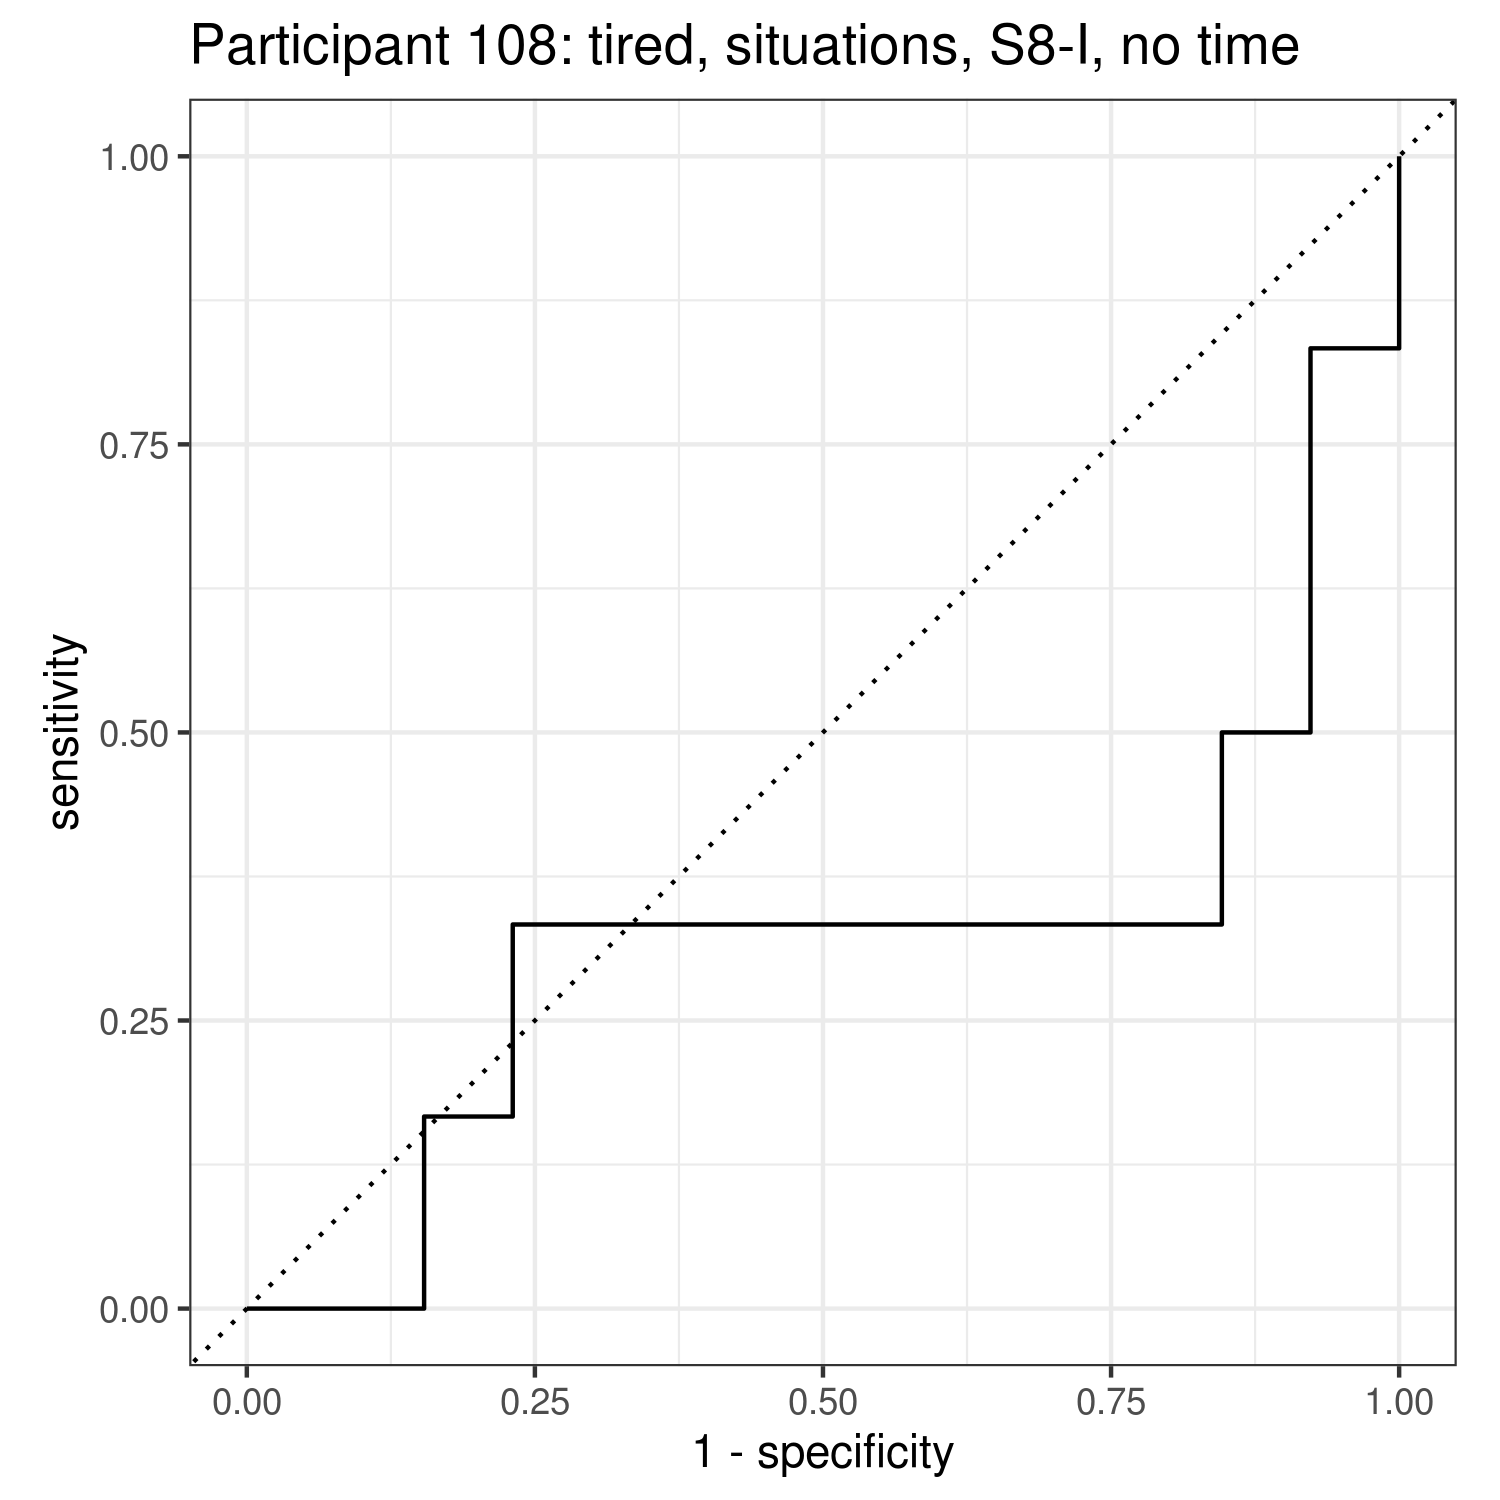 Participant 108: tired, situations, S8-I, no time
1.00
0.75
0.50
0.25
0.00
sensitivity
0.00 0.25 0.50 0.75 1.00
1 - specificity